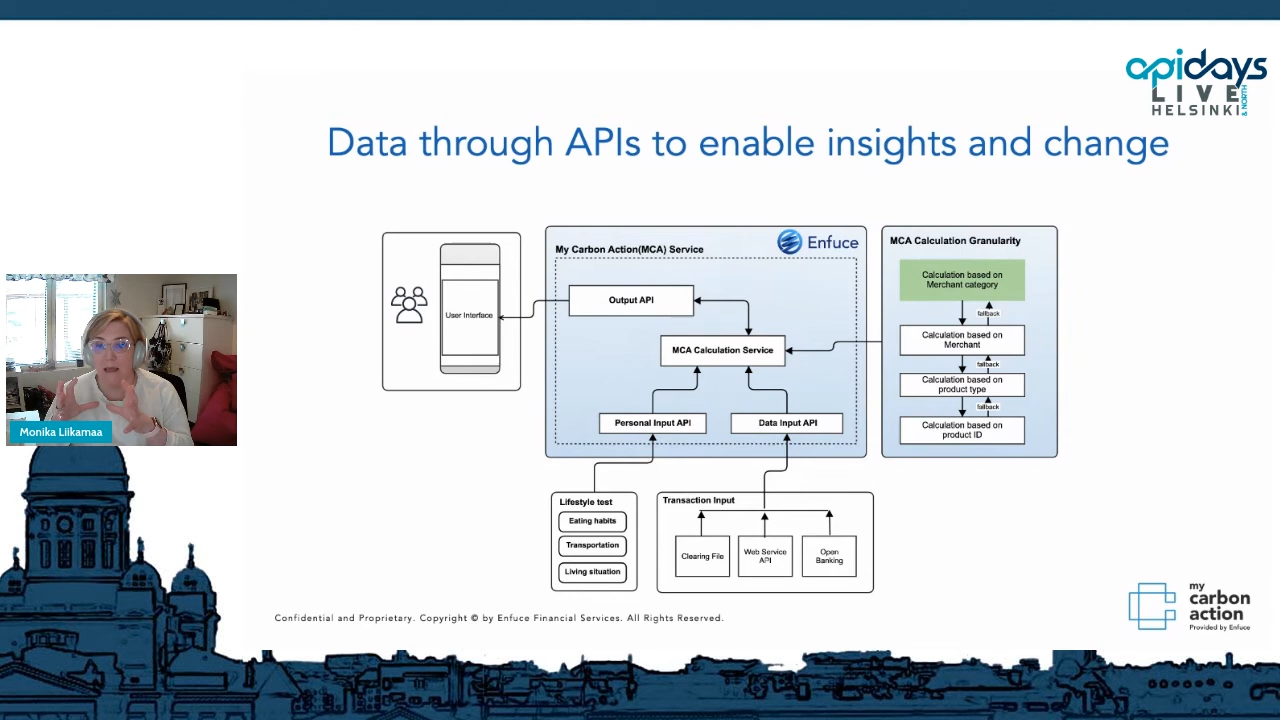 apidays
LIVE
HELSINKI
& NORTH
Data through APIs to enable insights and change
User Interface
My Carbon Action(MCA) Service
Enfuce
Output API
MCA Calculation Service
Personal Input API
Data Input API
MCA Calculation Granularity
Calculation based on
Merchant category
fallback
Calculation based on
Merchant
fallback
Calculation based on
product type
fallback
Calculation based on
product ID
Monika Liikamaa
Lifestyle test
Eating habits
Transportation
Living situation
Transaction Input
Clearing File
Web Service
API
Open
Banking
Confidential and Proprietary. Copyright © by Enfuce Financial Services. All Rights Reserved.
my
carbon
action
Provided by Enfuce